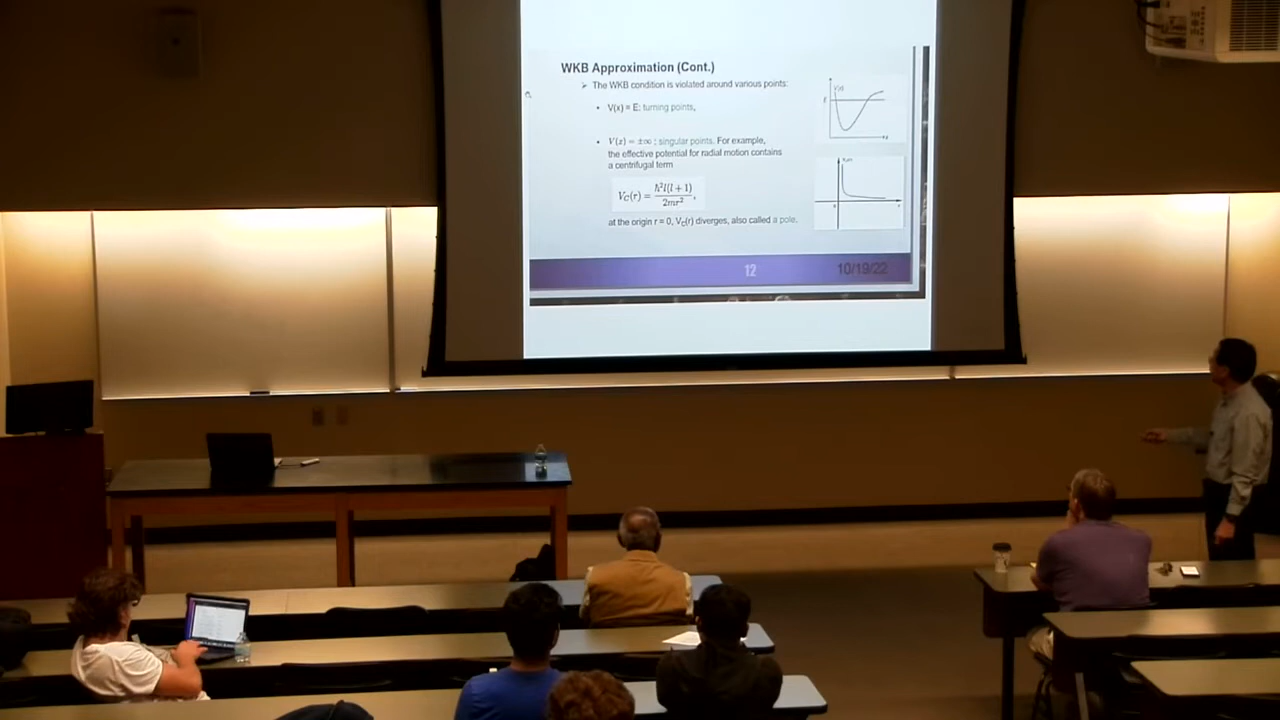 WKB Approximation (Cont.)
➢ The WKB condition is violated around various points:
• V(x) = E: turning points,
• V(x) = ±∞ : singular points. For example,
the effective potential for radial motion contains
a centrifugal term
V_C(r) = ℏ²l(l+1) / 2mr² ,
at the origin r = 0, V_C(r) diverges, also called a pole.
12
10/19/22
V(x)
E